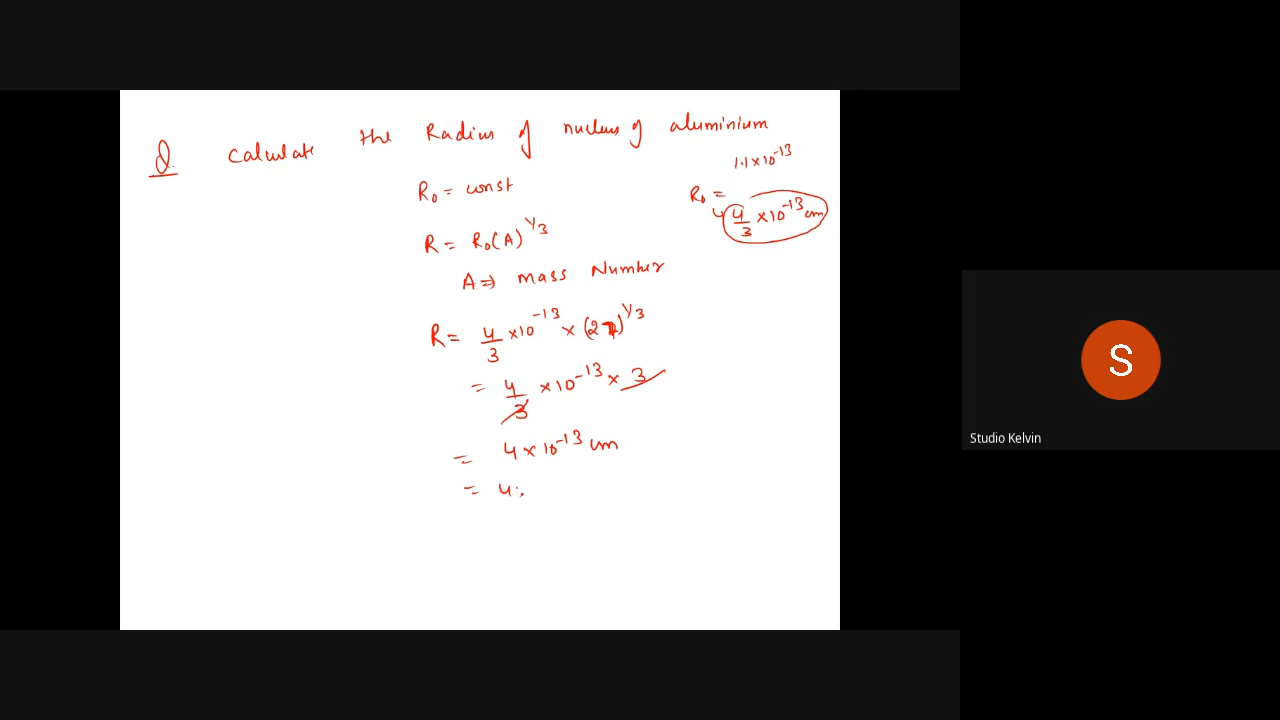 Q. Calculate the Radius of nucleus of aluminium
1.1×10^-13
R₀ = const
R₀ = 4/3 ×10^-13 cm
R = R₀(A)^1/3
A ⇒ Mass Number
R = 4/3 ×10^-13 × (27)^1/3
= 4/3 ×10^-13 × 3
= 4×10^-13 cm
= 4
S
Studio Kelvin